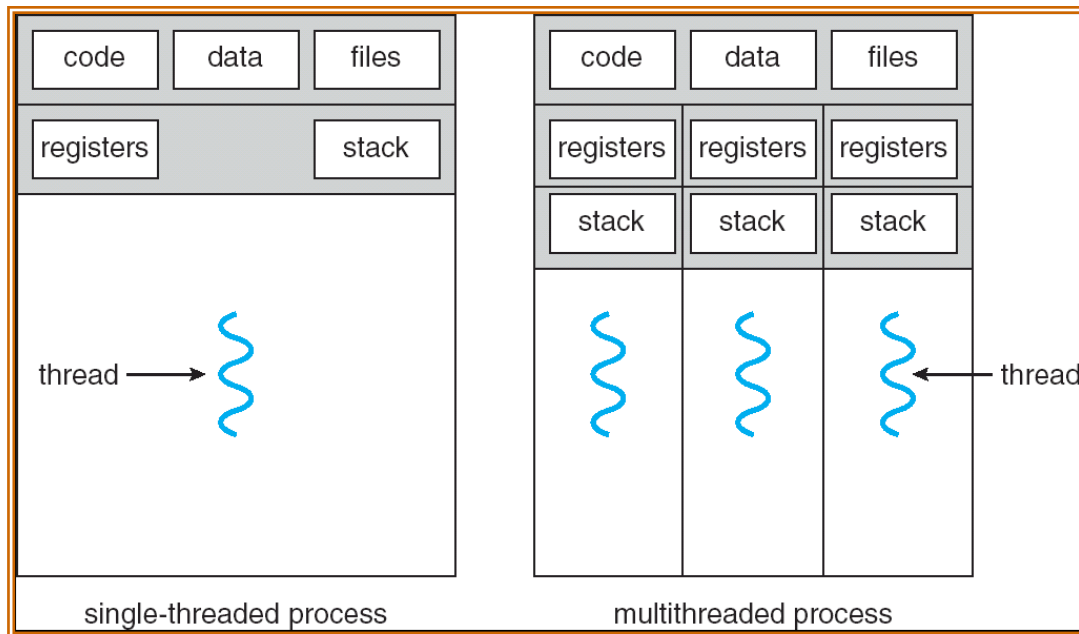 code data files
registers stack
thread
single-threaded process
code data files
registers registers registers
stack stack stack
thread
multithreaded process